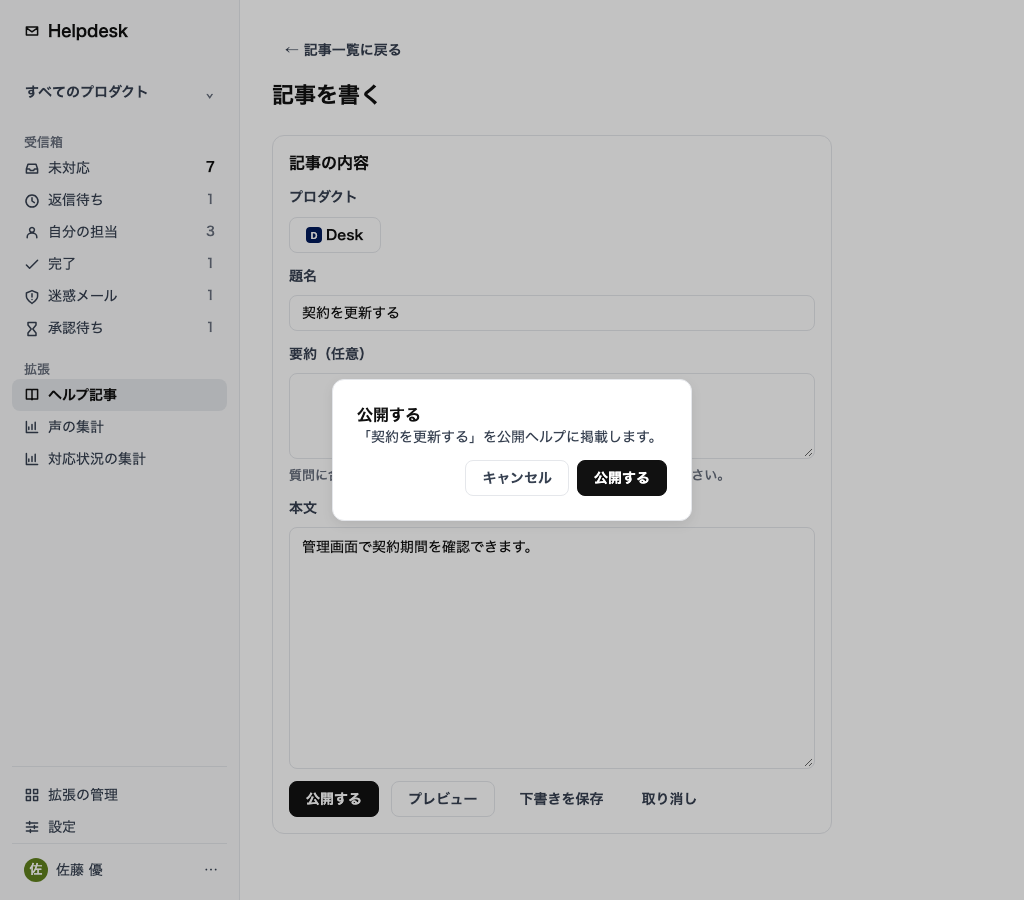 Helpdesk
すべてのプロダクト
受信箱
未対応 7
返信待ち 1
自分の担当 3
完了 1
迷惑メール 1
承認待ち 1
拡張
ヘルプ記事
声の集計
対応状況の集計
拡張の管理
設定
佐 佐藤 優 …
← 記事一覧に戻る
記事を書く
記事の内容
プロダクト
D Desk
題名
契約を更新する
要約（任意）
公開する
「契約を更新する」を公開ヘルプに掲載します。
キャンセル 公開する
質問に
さい。
本文
管理画面で契約期間を確認できます。
公開する プレビュー 下書きを保存 取り消し